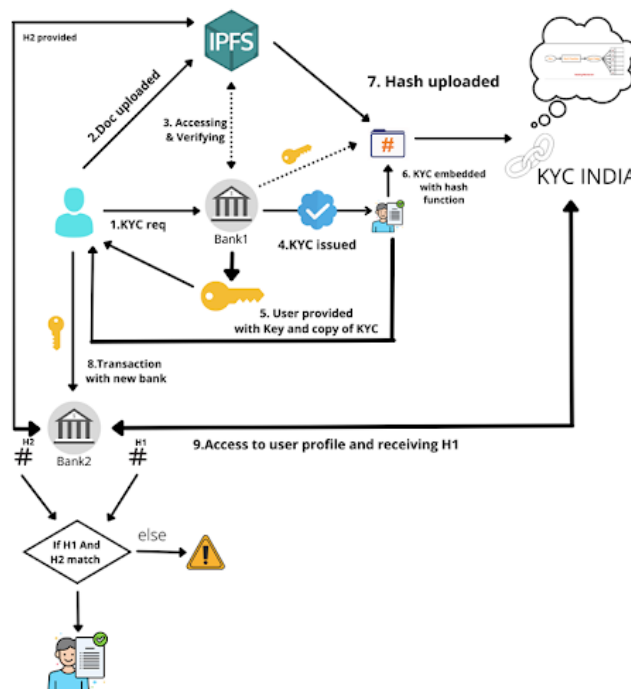 H2 provided
IPFS
2.Doc uploaded
3. Accessing
& Verifying
7. Hash uploaded
#
KYC INDIA
6. KYC embedded
with hash
function
1.KYC req
Bank1
4.KYC issued
5. User provided
with Key and copy of KYC
8.Transaction
with new bank
Bank2
9.Access to user profile and receiving H1
H2
#
H1
#
If H1 And
H2 match
else